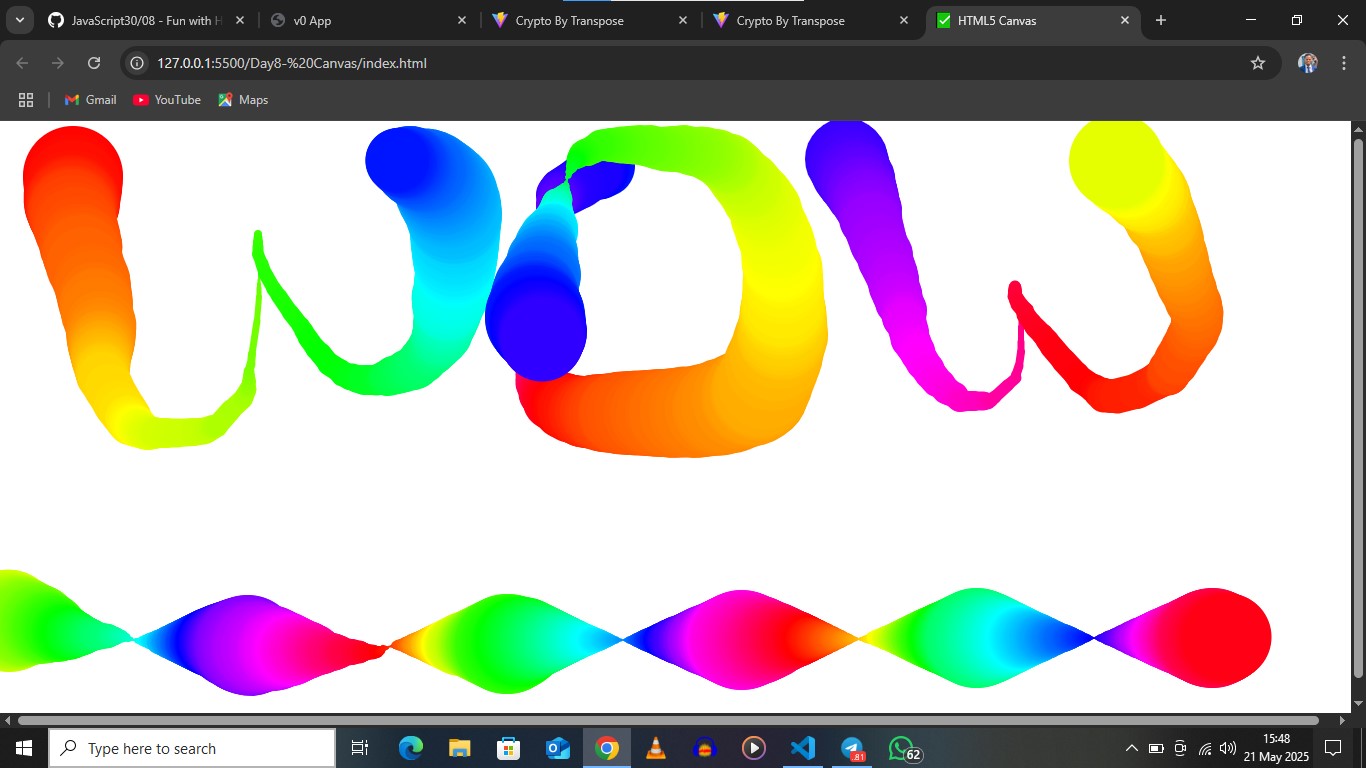 JavaScript30/08 - Fun with H
v0 App
Crypto By Transpose
Crypto By Transpose
HTML5 Canvas
127.0.0.1:5500/Day8-%20Canvas/index.html
Gmail
YouTube
Maps
WOW
Type here to search
81
62
15:48
21 May 2025